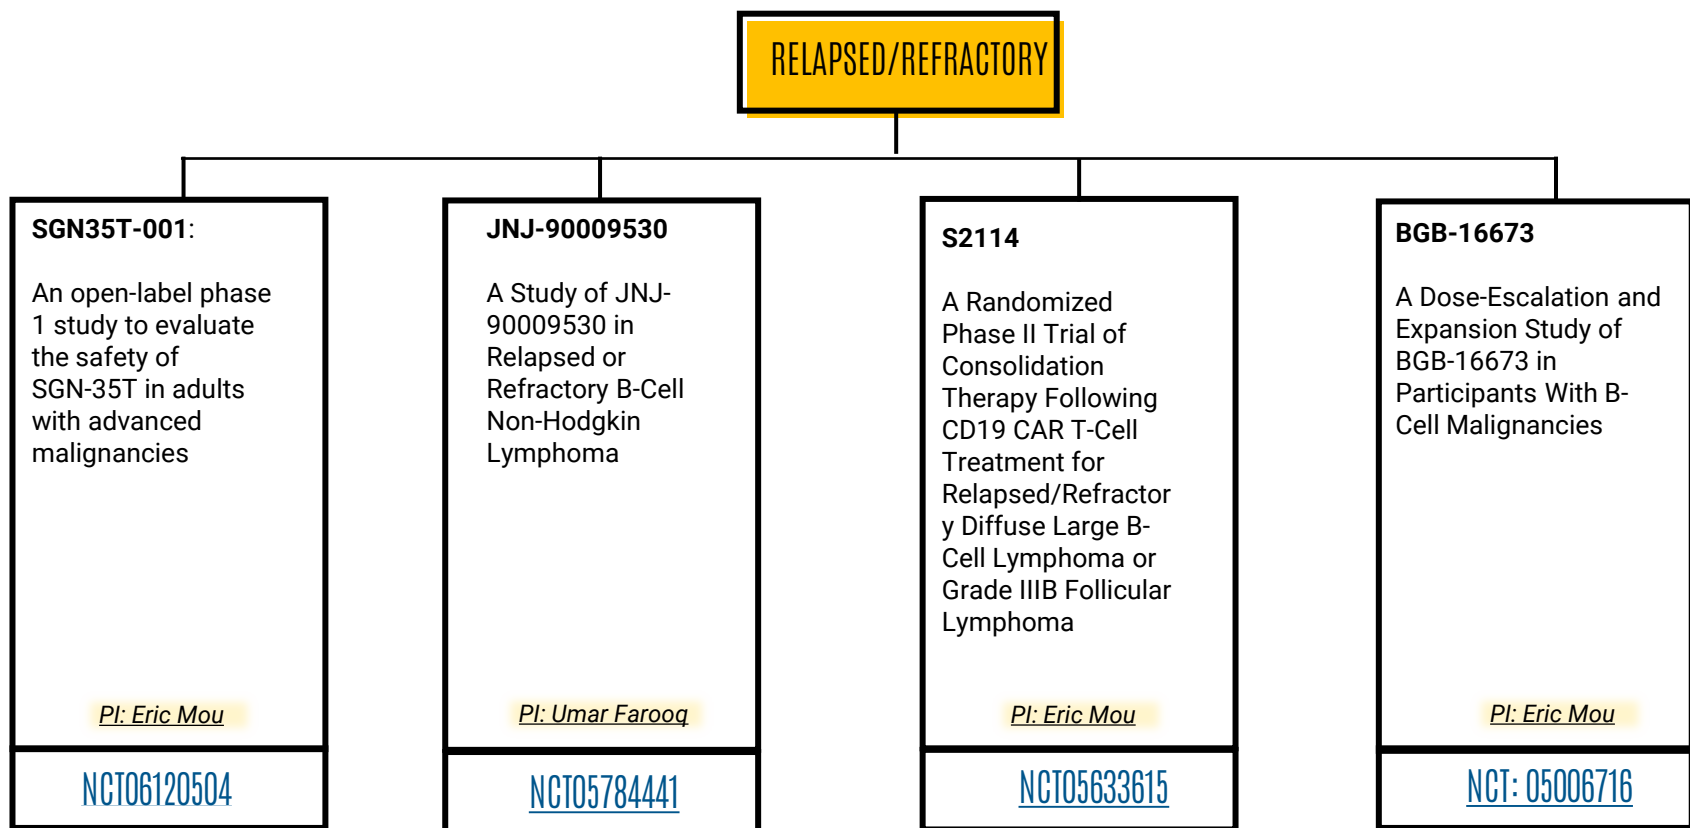 RELAPSED/REFRACTORY
SGN35T-001:
An open-label phase
1 study to evaluate
the safety of
SGN-35T in adults
with advanced
malignancies
PI: Eric Mou
NCT06120504
JNJ-90009530
A Study of JNJ-
90009530 in
Relapsed or
Refractory B-Cell
Non-Hodgkin
Lymphoma
PI: Umar Farooq
NCT05784441
S2114
A Randomized
Phase II Trial of
Consolidation
Therapy Following
CD19 CAR T-Cell
Treatment for
Relapsed/Refractor
y Diffuse Large B-
Cell Lymphoma or
Grade IIIB Follicular
Lymphoma
PI: Eric Mou
NCT05633615
BGB-16673
A Dose-Escalation and
Expansion Study of
BGB-16673 in
Participants With B-
Cell Malignancies
PI: Eric Mou
NCT: 05006716